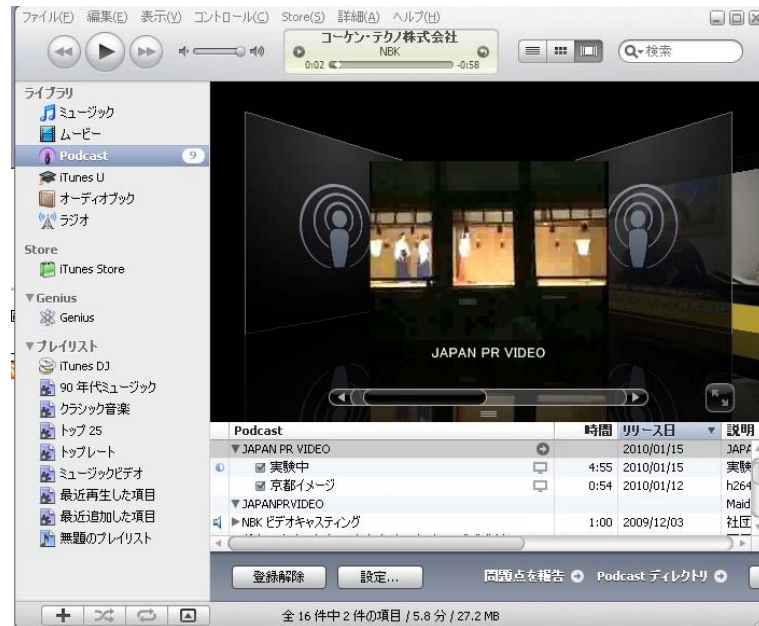 ファイル(F) 編集(E) 表示(V) コントロール(C) Store(S) 詳細(A) ヘルプ(H)
コーケン・テクノ株式会社
NBK
0:02 -0:58
検索
ライブラリ
ミュージック
ムービー
Podcast 9
iTunes U
オーディオブック
ラジオ
Store
iTunes Store
Genius
Genius
プレイリスト
iTunes DJ
90 年代ミュージック
クラシック音楽
トップ 25
トップレート
ミュージックビデオ
最近再生した項目
最近追加した項目
無題のプレイリスト
JAPAN PR VIDEO
Podcast 時間 リリース日 説明
JAPAN PR VIDEO 2010/01/15 JAPA
実験中 4:55 2010/01/15 実験
京都イメージ 0:54 2010/01/12 h264
JAPANPRVIDEO Maid
NBK ビデオキャスティング 1:00 2009/12/03 社団
登録解除 設定... 問題点を報告 Podcast ディレクトリ
全 16 件中 2 件の項目 / 5.8 分 / 27.2 MB